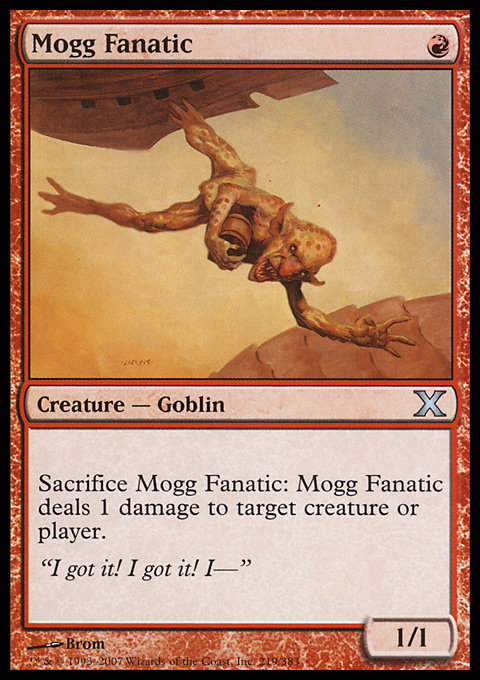 Mogg Fanatic
Creature — Goblin
Sacrifice Mogg Fanatic: Mogg Fanatic
deals 1 damage to target creature or
player.
“I got it! I got it! I—”
1/1
Brom
™ & © 1993–2007 Wizards of the Coast, Inc. 219/383